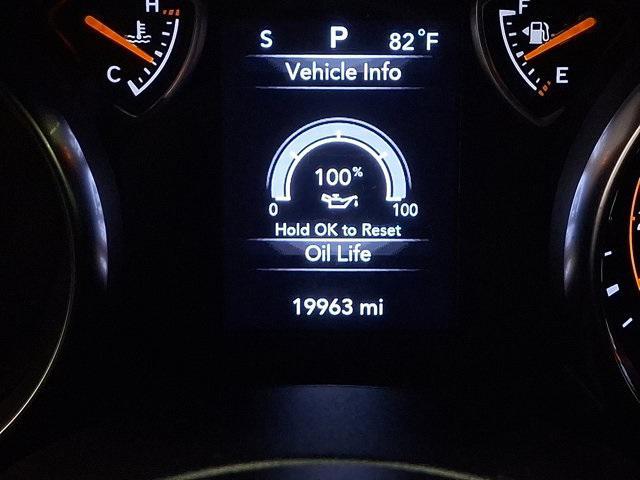 H
C
S P 82°F
F
E
Vehicle Info
100%
0 100
Hold OK to Reset
Oil Life
19963 mi